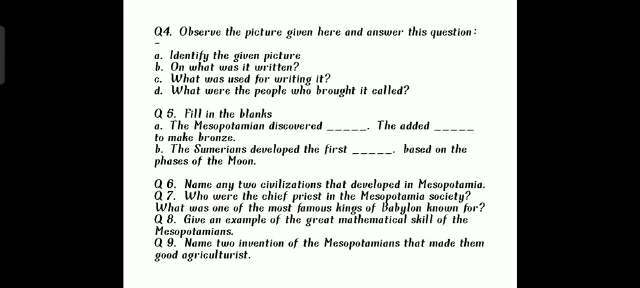 Q4. Observe the picture given here and answer this question:
-
a. Identify the given picture
b. On what was it written?
c. What was used for writing it?
d. What were the people who brought it called?
Q 5. Fill in the blanks
a. The Mesopotamian discovered _____. The added _____
to make bronze.
b. The Sumerians developed the first _____. based on the
phases of the Moon.
Q 6. Name any two civilizations that developed in Mesopotamia.
Q 7. Who were the chief priest in the Mesopotamia society?
What was one of the most famous kings of Babylon known for?
Q 8. Give an example of the great mathematical skill of the
Mesopotamians.
Q 9. Name two invention of the Mesopotamians that made them
good agriculturist.